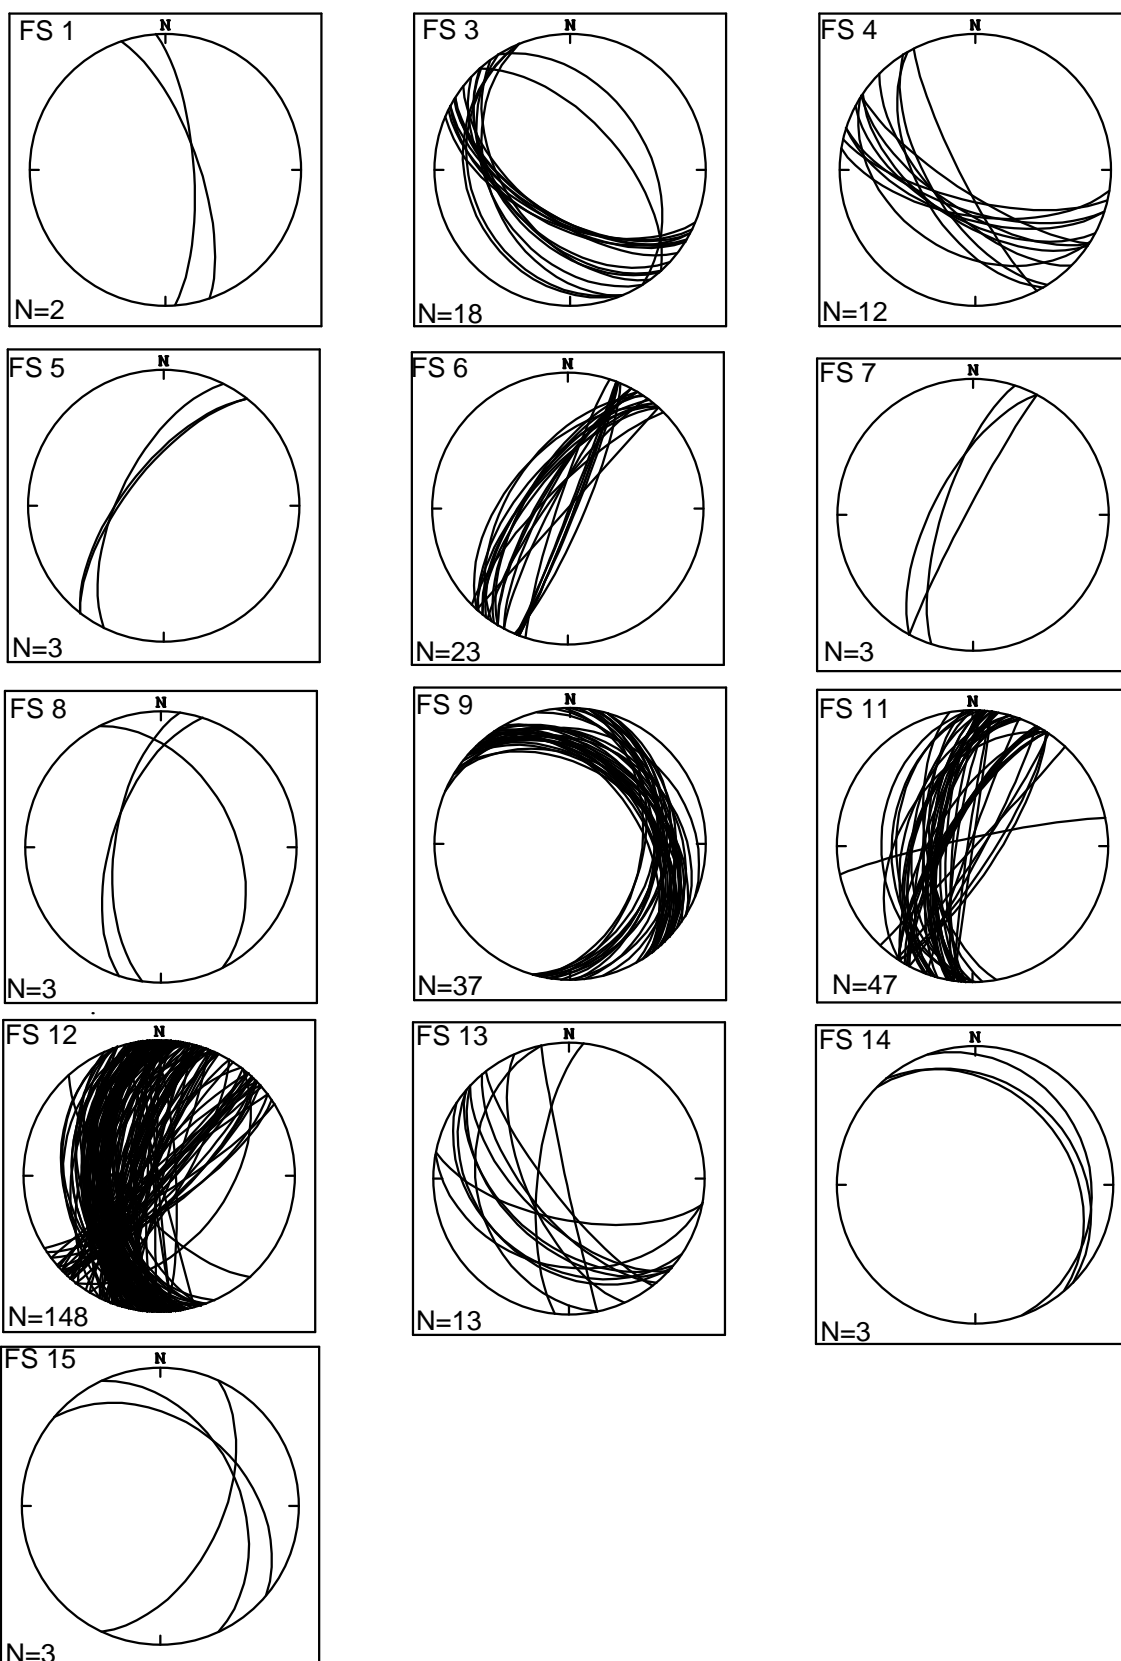 FS 1
N
N=2
FS 3
N
N=18
FS 4
N
N=12
FS 5
N
N=3
FS 6
N
N=23
FS 7
N
N=3
FS 8
N
N=3
FS 9
N
N=37
FS 11
N
N=47
FS 12
N
N=148
FS 13
N
N=13
FS 14
N
N=3
FS 15
N
N=3